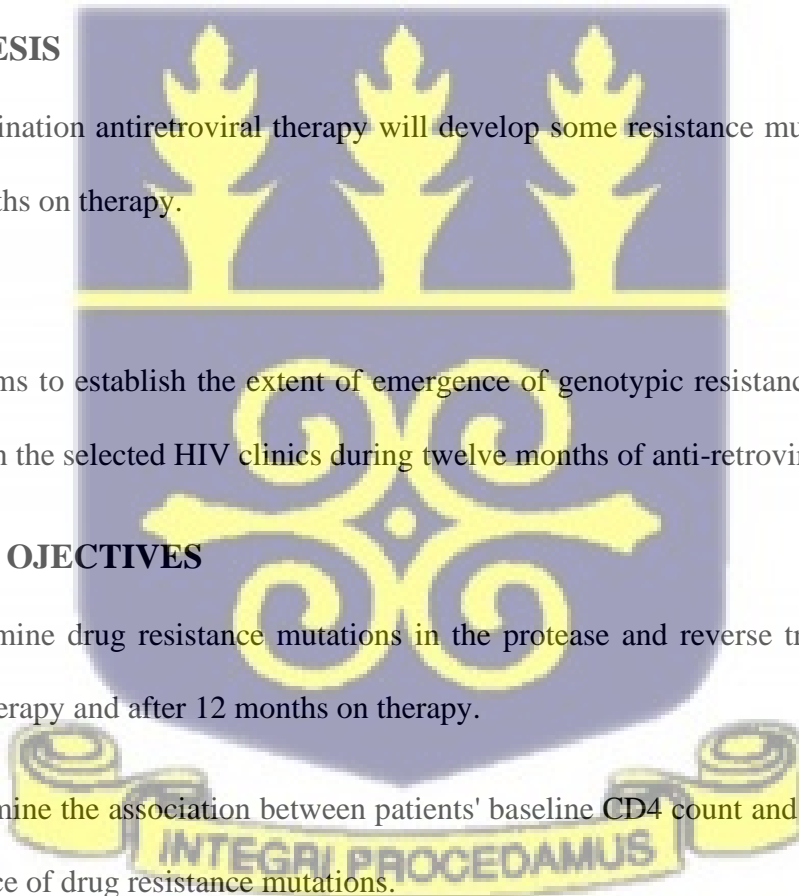 ESIS
ination antiretroviral therapy will develop some resistance mu
ths on therapy.
ms to establish the extent of emergence of genotypic resistanc
n the selected HIV clinics during twelve months of anti-retrovir
OJECTIVES
mine drug resistance mutations in the protease and reverse tr
erapy and after 12 months on therapy.
mine the association between patients' baseline CD4 count and
INTEGRI PROCEDAMUS
ce of drug resistance mutations.